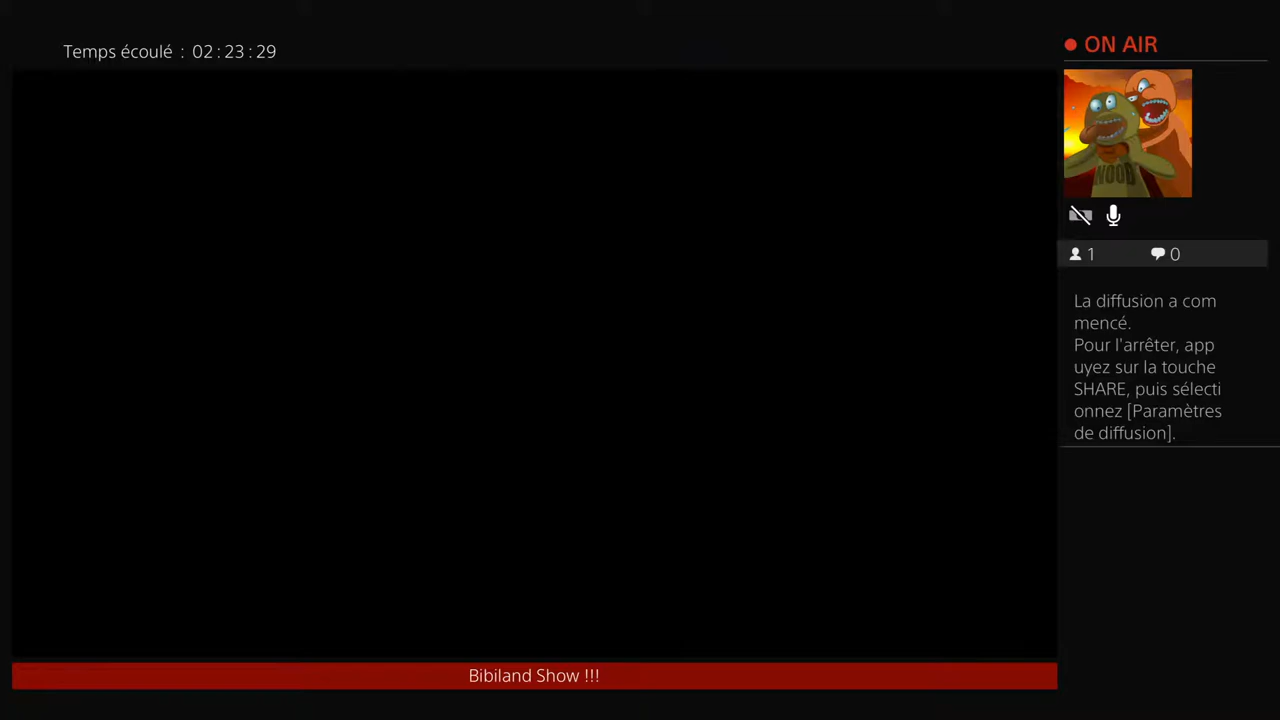 Temps écoulé : 02:23:29
ON AIR
NOOB
1 0
La diffusion a com
mencé.
Pour l'arrêter, app
uyez sur la touche
SHARE, puis sélecti
onnez [Paramètres
de diffusion].
Bibiland Show !!!